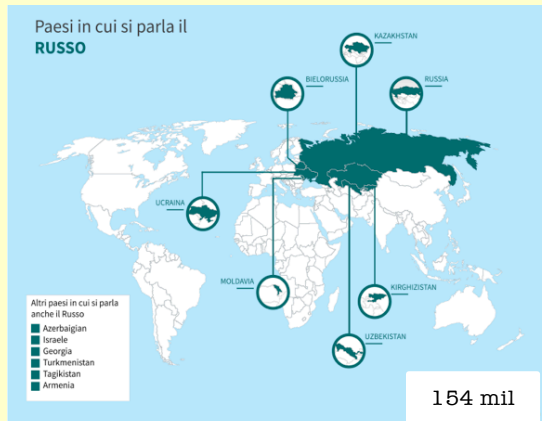 Paesi in cui si parla il
RUSSO
KAZAKHSTAN
BIELORUSSIA
RUSSIA
UCRAINA
MOLDAVIA
KIRGHIZISTAN
UZBEKISTAN
Altri paesi in cui si parla
anche il Russo
Azerbaigian
Israele
Georgia
Turkmenistan
Tagikistan
Armenia
154 mil